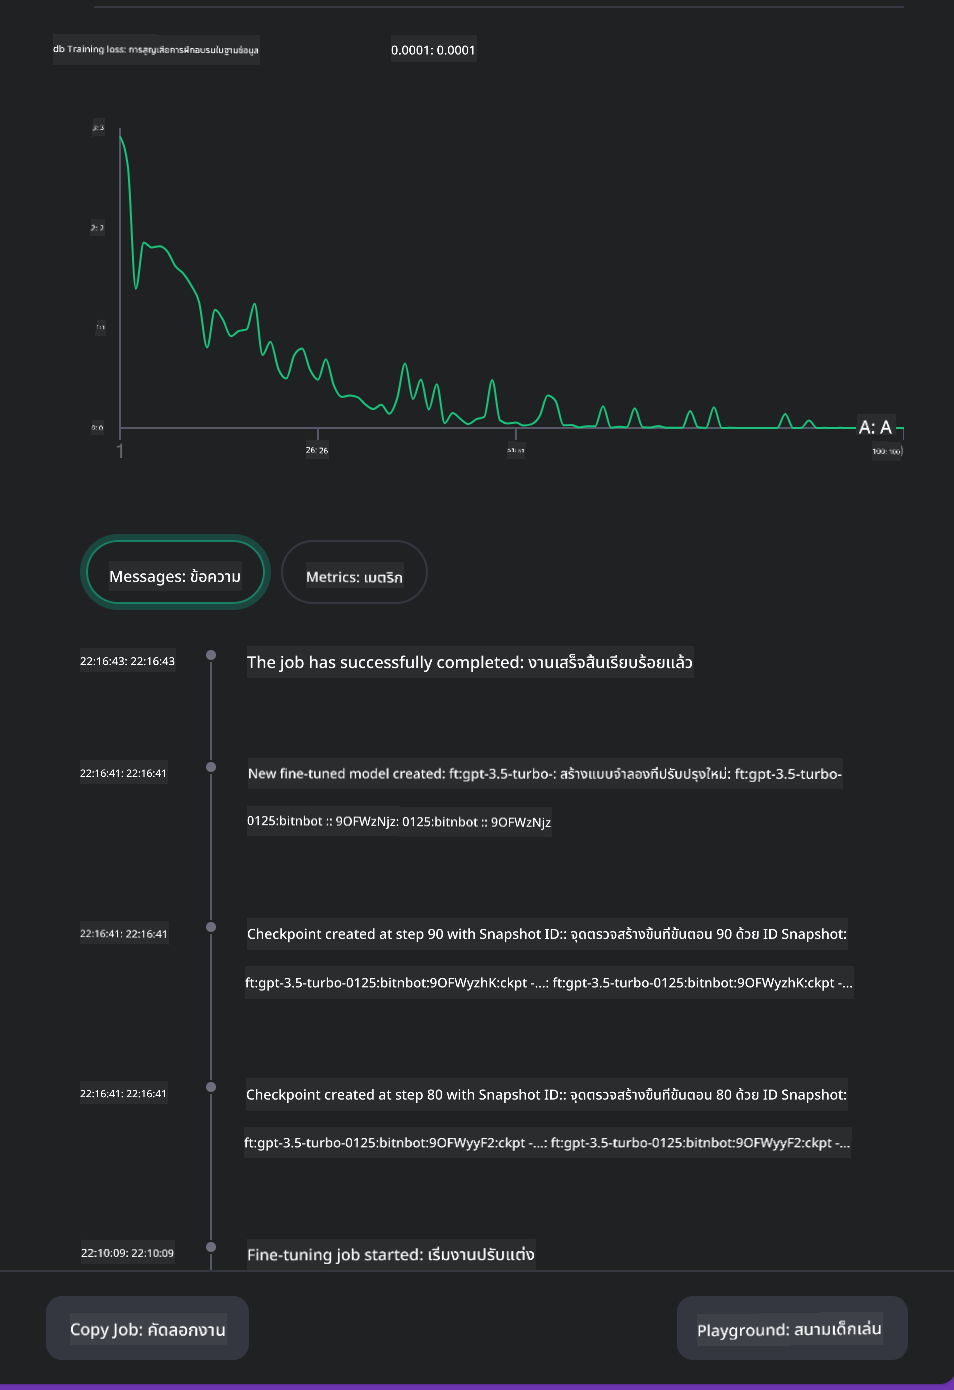 db Training loss: การสูญเสียการฝึกอบรมในฐานข้อมูล
0.0001: 0.0001
3: 3
2: 2
1: 1
0: 0
A: A
1
26: 26
51: 51
100: 100
Messages: ข้อความ
Metrics: เมตริก
22:16:43: 22:16:43
The job has successfully completed: งานเสร็จสิ้นเรียบร้อยแล้ว
22:16:41: 22:16:41
New fine-tuned model created: ft:gpt-3.5-turbo-: สร้างแบบจำลองที่ปรับปรุงใหม่: ft:gpt-3.5-turbo-
0125:bitnbot :: 9OFWzNjz: 0125:bitnbot :: 9OFWzNjz
22:16:41: 22:16:41
Checkpoint created at step 90 with Snapshot ID:: จุดตรวจสร้างขึ้นที่ขั้นตอน 90 ด้วย ID Snapshot:
ft:gpt-3.5-turbo-0125:bitnbot:9OFWyzhK:ckpt -...: ft:gpt-3.5-turbo-0125:bitnbot:9OFWyzhK:ckpt -...
22:16:41: 22:16:41
Checkpoint created at step 80 with Snapshot ID:: จุดตรวจสร้างขึ้นที่ขั้นตอน 80 ด้วย ID Snapshot:
ft:gpt-3.5-turbo-0125:bitnbot:9OFWyyF2:ckpt -...: ft:gpt-3.5-turbo-0125:bitnbot:9OFWyyF2:ckpt -...
22:10:09: 22:10:09
Fine-tuning job started: เริ่มงานปรับแต่ง
Copy Job: คัดลอกงาน
Playground: สนามเด็กเล่น